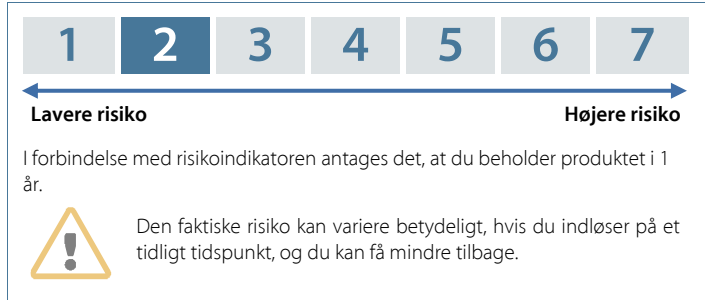 1 2 3 4 5 6 7
Lavere risiko Højere risiko
I forbindelse med risikoindikatoren antages det, at du beholder produktet i 1
år.
Den faktiske risiko kan variere betydeligt, hvis du indløser på et
tidligt tidspunkt, og du kan få mindre tilbage.